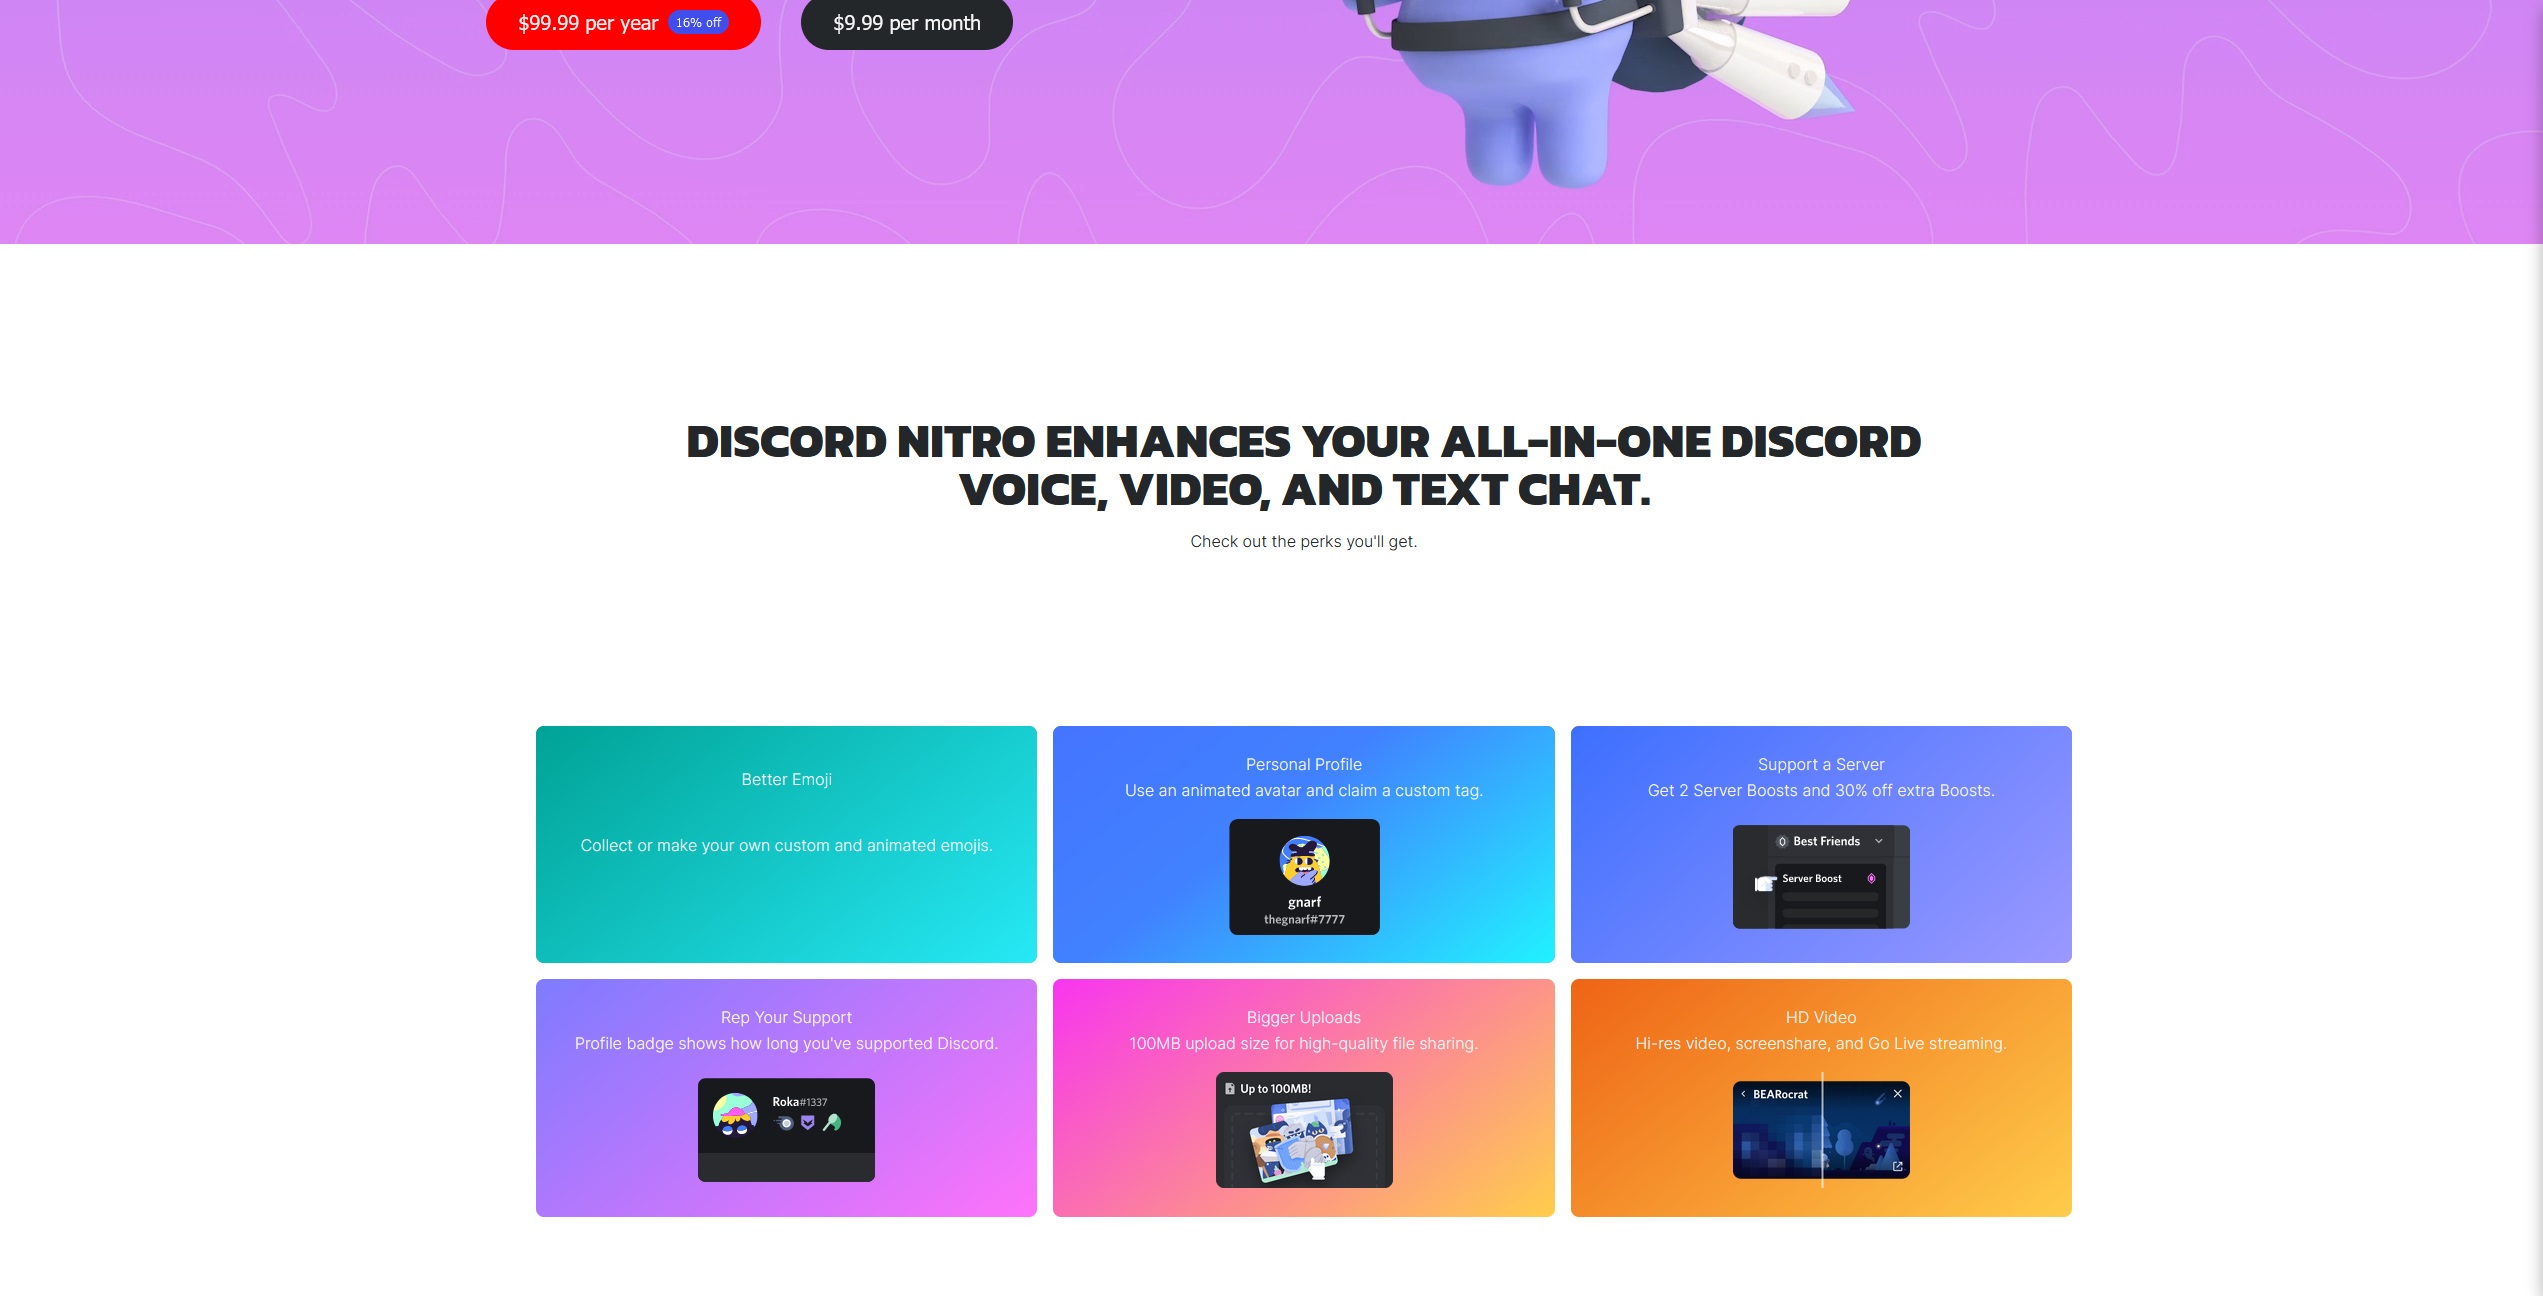 $99.99 per year 16% off
$9.99 per month
DISCORD NITRO ENHANCES YOUR ALL-IN-ONE DISCORD
VOICE, VIDEO, AND TEXT CHAT.
Check out the perks you'll get.
Better Emoji
Collect or make your own custom and animated emojis.
Personal Profile
Use an animated avatar and claim a custom tag.
gnarf
thegnarf#7777
Support a Server
Get 2 Server Boosts and 30% off extra Boosts.
0 Best Friends
Server Boost
Rep Your Support
Profile badge shows how long you've supported Discord.
Roka#1337
Bigger Uploads
100MB upload size for high-quality file sharing.
Up to 100MB!
HD Video
Hi-res video, screenshare, and Go Live streaming.
BEARocrat